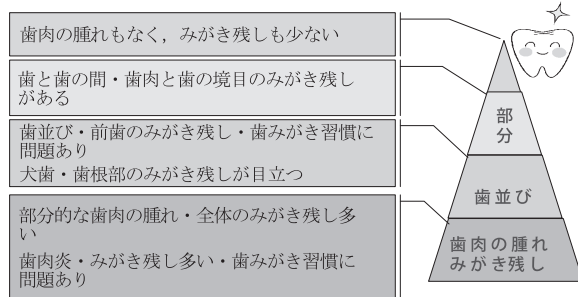 歯肉の腫れもなく，みがき残しも少ない
歯と歯の間・歯肉と歯の境目のみがき残し
がある
歯並び・前歯のみがき残し・歯みがき習慣に
問題あり
犬歯・歯根部のみがき残しが目立つ
部分的な歯肉の腫れ・全体のみがき残し多
い
歯肉炎・みがき残し多い・歯みがき習慣に
問題あり
部
分
歯並び
歯肉の腫れ
みがき残し